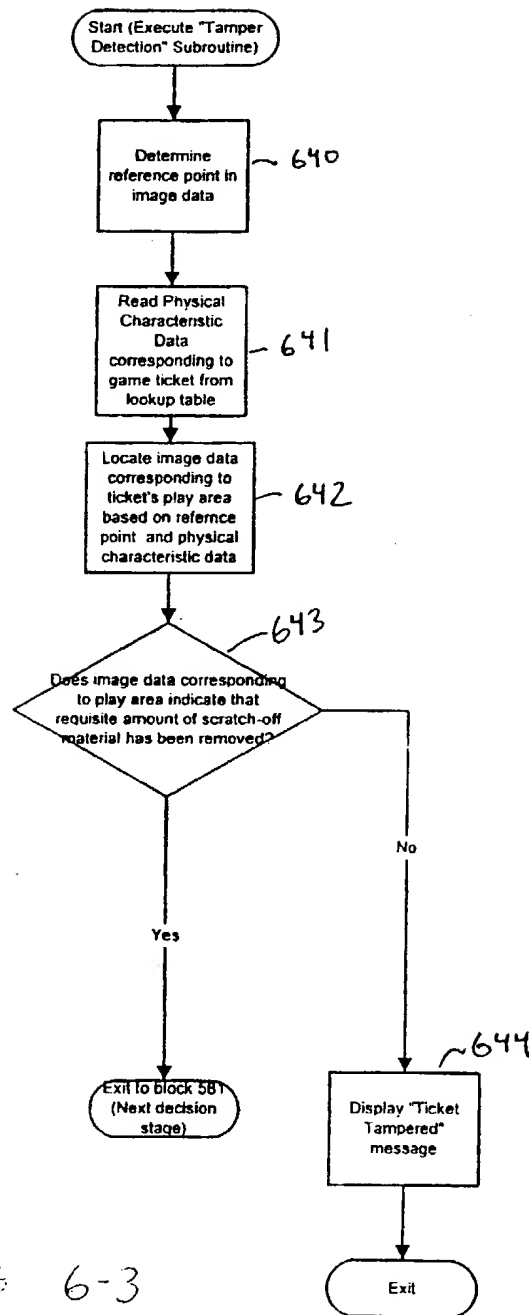 Start (Execute "Tamper
Detection" Subroutine)
Determine
reference point in
image data
640
Read Physical
Characteristic
Data
corresponding to
game ticket from
lookup table
641
Locate image data
corresponding to
ticket's play area
based on refernce
point and physical
characteristic data
642
643
Does image data corresponding
to play area indicate that
requisite amount of scratch-off
material has been removed?
No
Yes
Exit to block 581
(Next decision
stage)
644
Display "Ticket
Tampered"
message
Exit
6-3